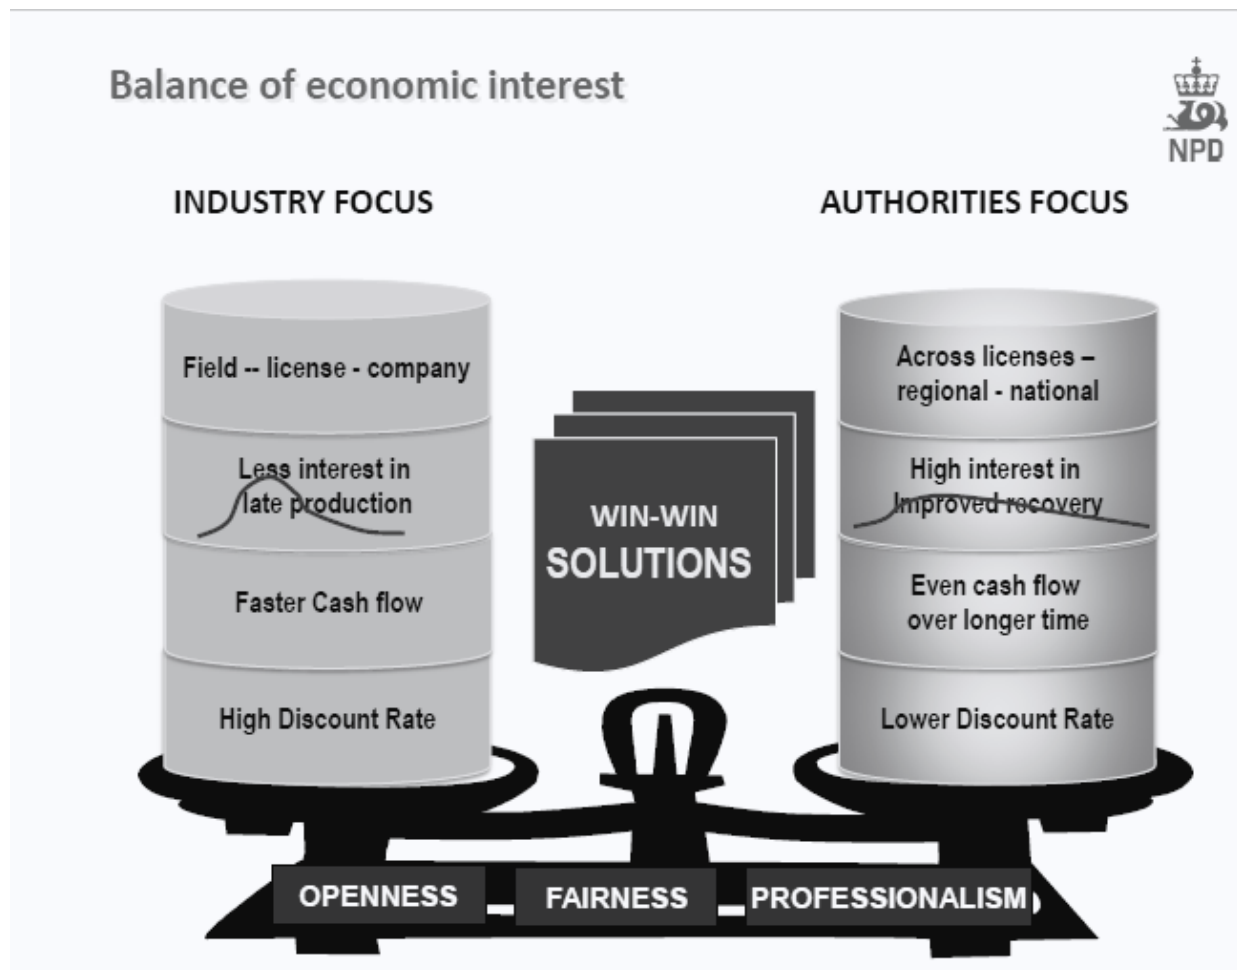 Balance of economic interest
NPD
INDUSTRY FOCUS
AUTHORITIES FOCUS
Field -- license - company
Less interest in
late production
Faster Cash flow
High Discount Rate
WIN-WIN
SOLUTIONS
Across licenses –
regional - national
High interest in
Improved recovery
Even cash flow
over longer time
Lower Discount Rate
OPENNESS
FAIRNESS
PROFESSIONALISM